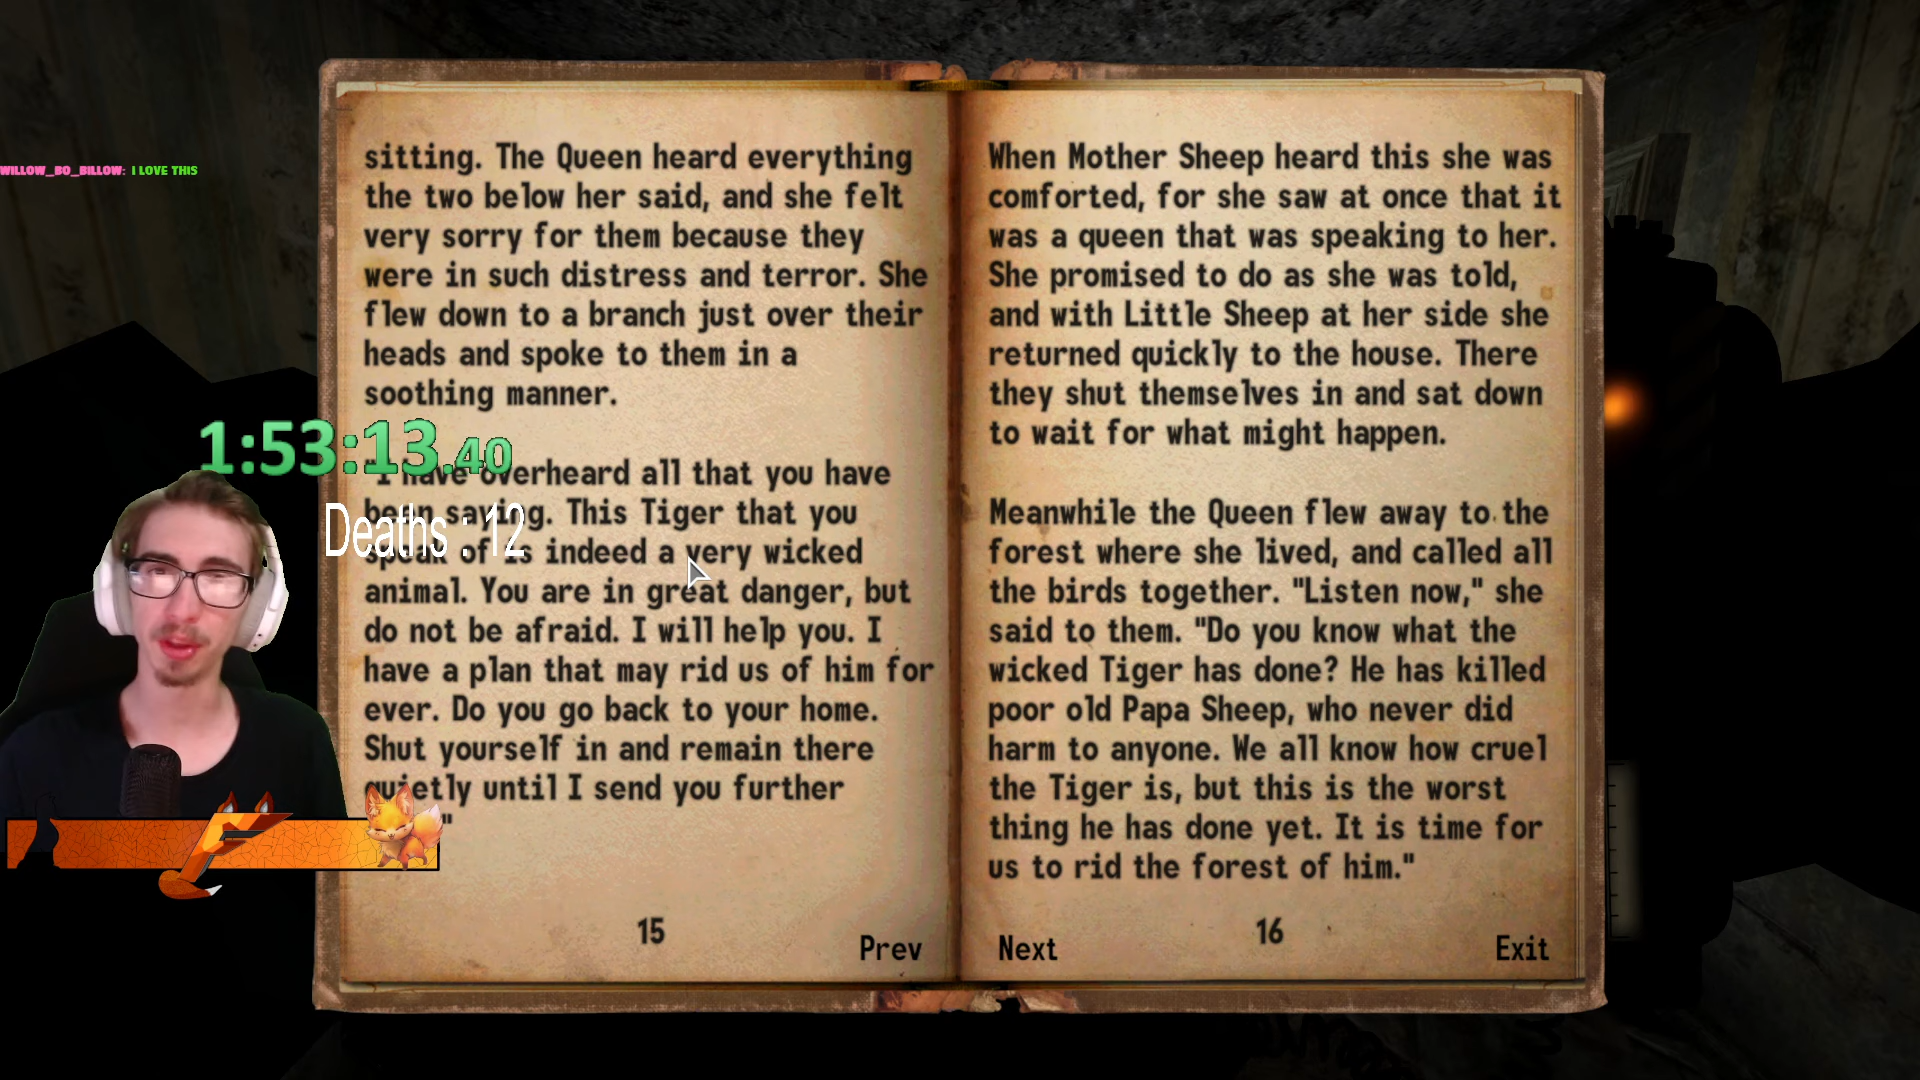 WILLOW_BO_BILLOW: I LOVE THIS
sitting. The Queen heard everything
the two below her said, and she felt
very sorry for them because they
were in such distress and terror. She
flew down to a branch just over their
heads and spoke to them in a
soothing manner.
1:53:13.40
"I have overheard all that you have
been saying. This Tiger that you
Deaths : 12
speak of is indeed a very wicked
animal. You are in great danger, but
do not be afraid. I will help you. I
have a plan that may rid us of him for
ever. Do you go back to your home.
Shut yourself in and remain there
quietly until I send you further
"
15
Prev
When Mother Sheep heard this she was
comforted, for she saw at once that it
was a queen that was speaking to her.
She promised to do as she was told,
and with Little Sheep at her side she
returned quickly to the house. There
they shut themselves in and sat down
to wait for what might happen.
Meanwhile the Queen flew away to the
forest where she lived, and called all
the birds together. "Listen now," she
said to them. "Do you know what the
wicked Tiger has done? He has killed
poor old Papa Sheep, who never did
harm to anyone. We all know how cruel
the Tiger is, but this is the worst
thing he has done yet. It is time for
us to rid the forest of him."
16
Next
Exit